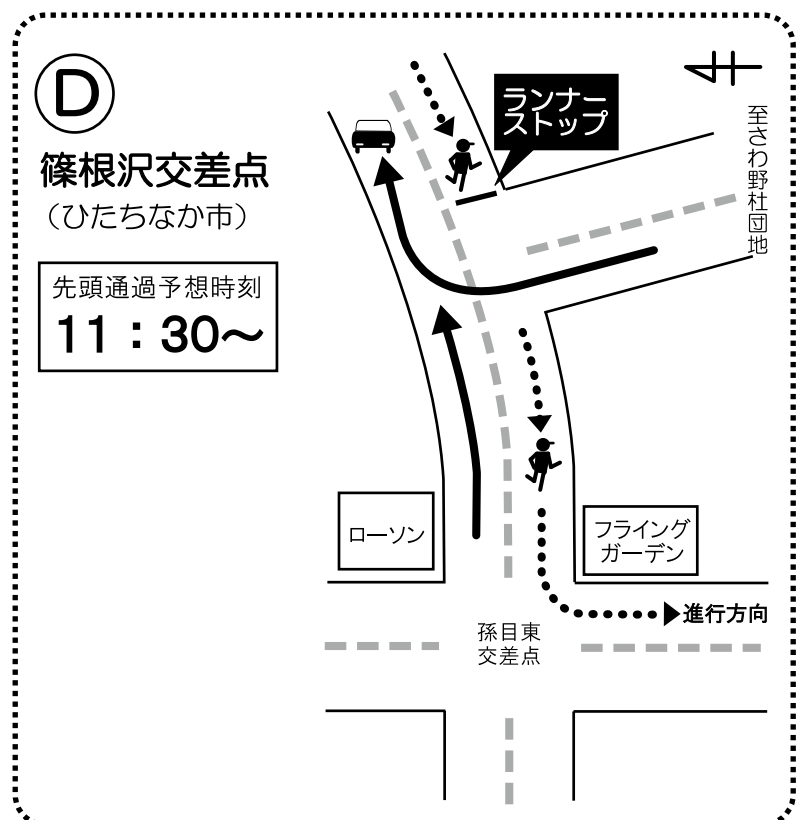 D
篠根沢交差点
（ひたちなか市）
先頭通過予想時刻
11：30～
ランナー
ストップ
至さわ野杜団地
ローソン
フライング
ガーデン
進行方向
孫目東
交差点